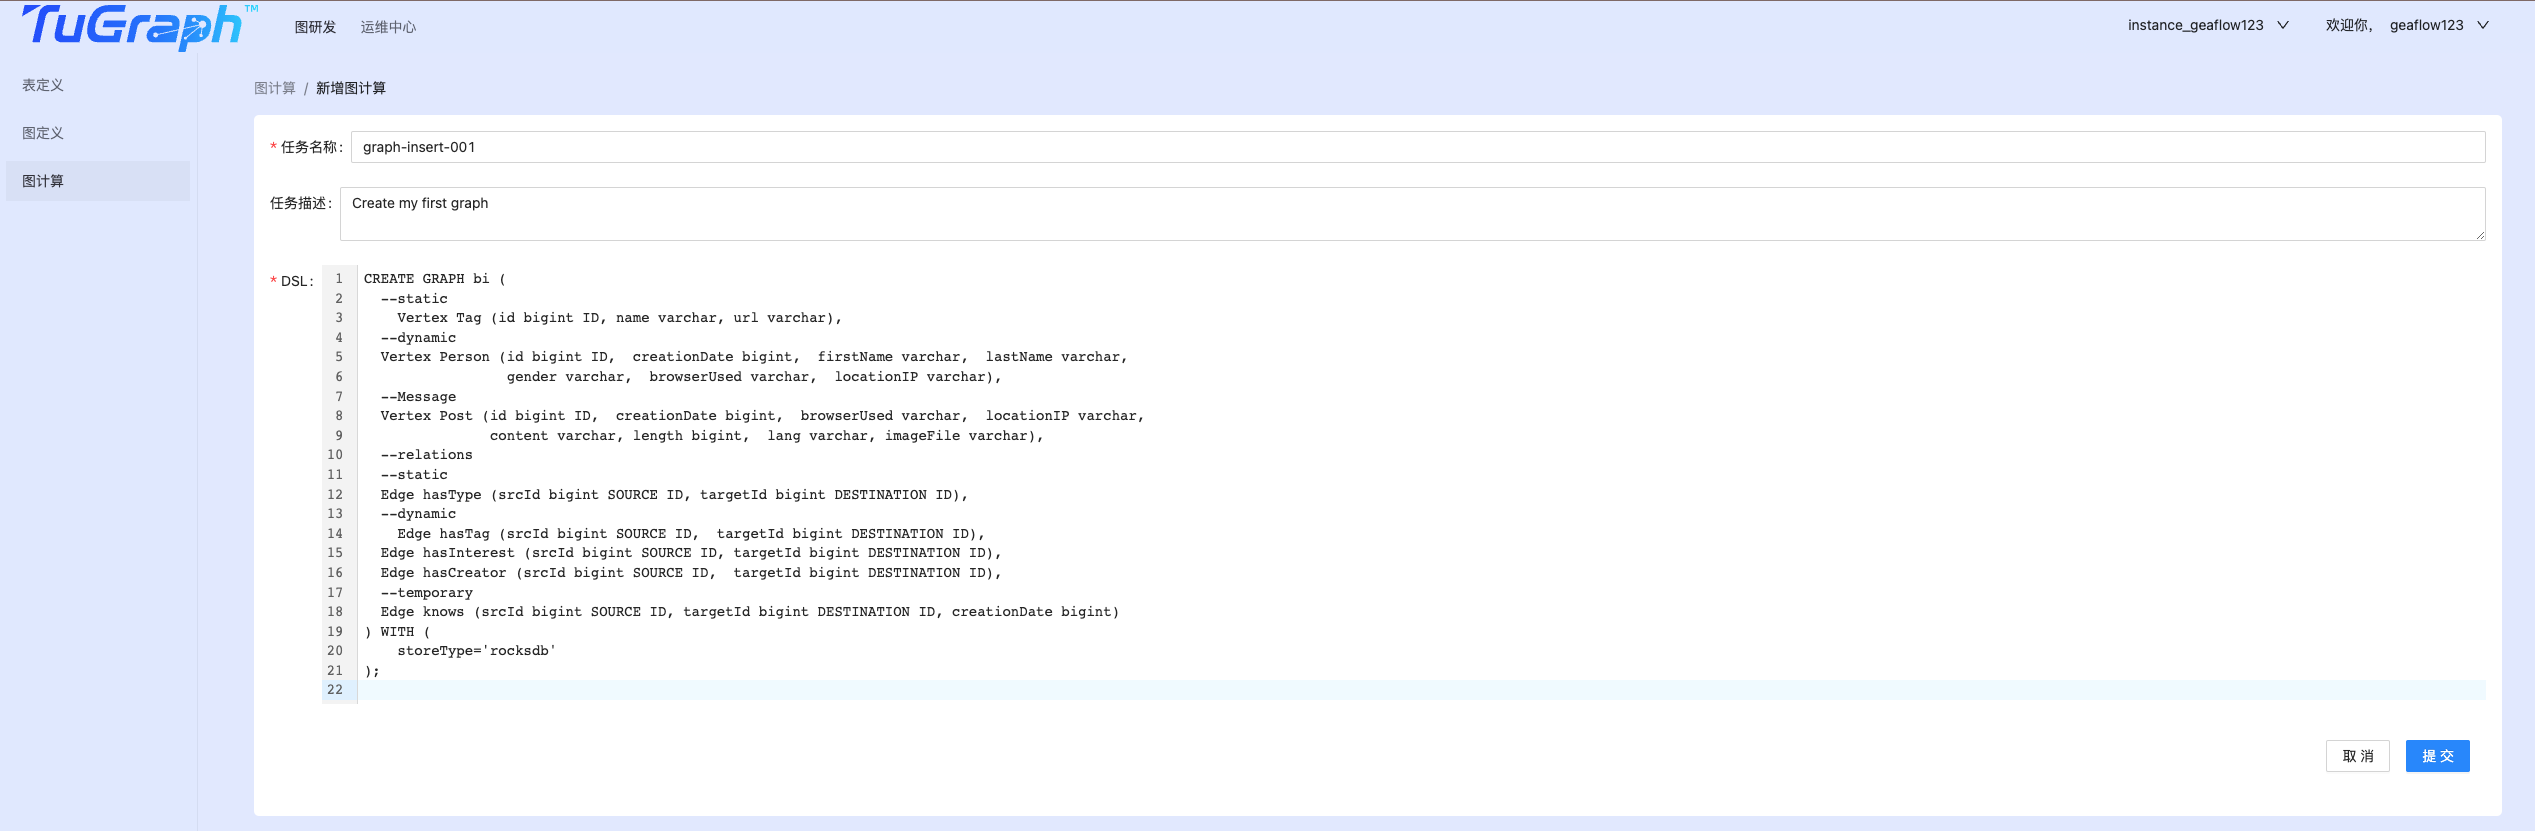 TuGraph™
图研发 运维中心 instance_geaflow123 欢迎你， geaflow123
表定义
图定义
图计算
图计算 / 新增图计算
* 任务名称: graph-insert-001
任务描述: Create my first graph
* DSL:
1 CREATE GRAPH bi (
2   --static
3     Vertex Tag (id bigint ID, name varchar, url varchar),
4   --dynamic
5   Vertex Person (id bigint ID,  creationDate bigint,  firstName varchar,  lastName varchar,
6                  gender varchar,  browserUsed varchar,  locationIP varchar),
7   --Message
8   Vertex Post (id bigint ID,  creationDate bigint,  browserUsed varchar,  locationIP varchar,
9                content varchar, length bigint,  lang varchar, imageFile varchar),
10   --relations
11   --static
12   Edge hasType (srcId bigint SOURCE ID, targetId bigint DESTINATION ID),
13   --dynamic
14     Edge hasTag (srcId bigint SOURCE ID,  targetId bigint DESTINATION ID),
15   Edge hasInterest (srcId bigint SOURCE ID, targetId bigint DESTINATION ID),
16   Edge hasCreator (srcId bigint SOURCE ID,  targetId bigint DESTINATION ID),
17   --temporary
18   Edge knows (srcId bigint SOURCE ID, targetId bigint DESTINATION ID, creationDate bigint)
19 ) WITH (
20     storeType='rocksdb'
21 );
22
取 消 提 交